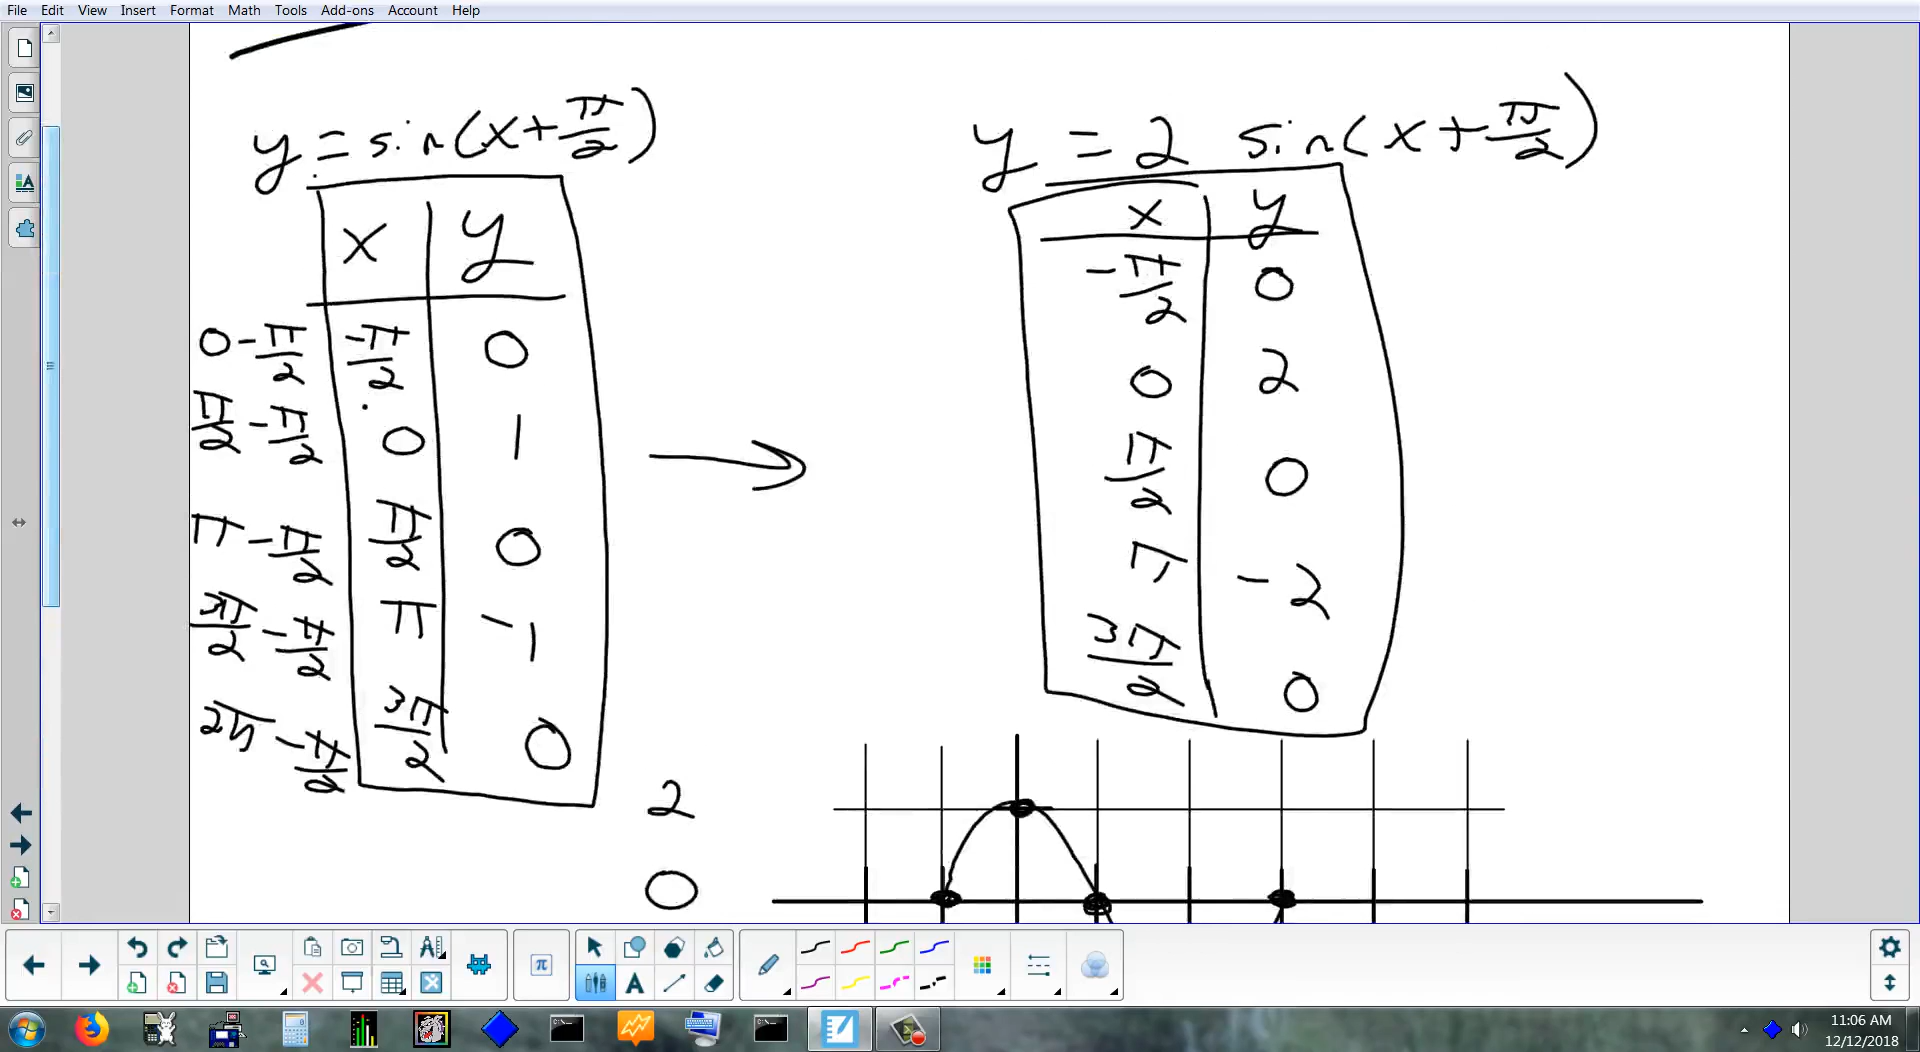 File Edit View Insert Format Math Tools Add-ons Account Help
y = sin(x + π/2)
x y
0 - π/2 -π/2 0
π/2 - π/2 0 1
π - π/2 π/2 0
3π/2 - π/2 π -1
2π - π/2 3π/2 0
y = 2 sin(x + π/2)
x y
-π/2 0
0 2
π/2 0
π -2
3π/2 0
2
0
π
A
11:06 AM
12/12/2018